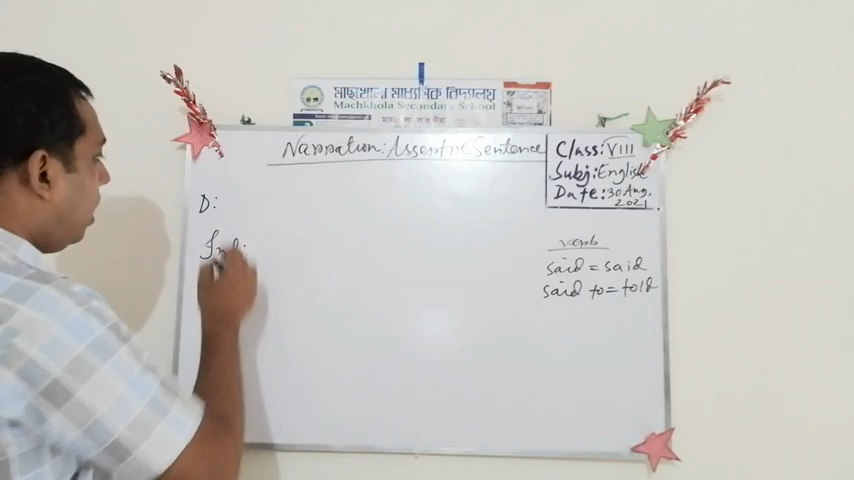 মাছখোলা মাধ্যমিক বিদ্যালয়
Machkhola Secondary School
Narration: Assertive Sentence
Class: VIII
Subj: English
Date: 30 Aug.
2021
D:
Ind:
verb
said = said
said to = told